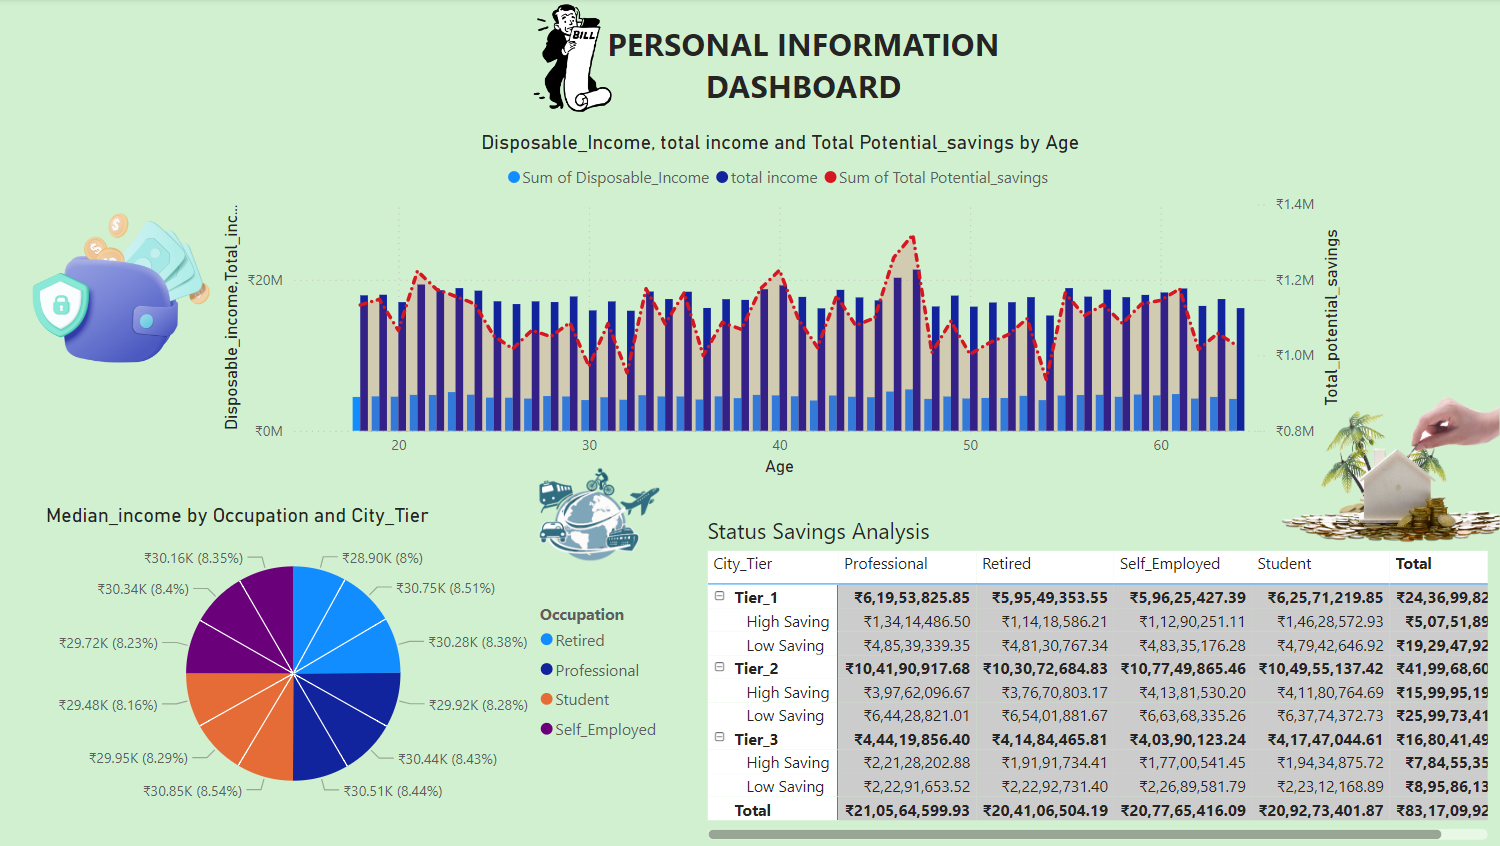 BILL
PERSONAL INFORMATION
DASHBOARD
Disposable_Income, total income and Total Potential_savings by Age
Sum of Disposable_Income total income Sum of Total Potential_savings
Disposable_income,Total_inc...
₹20M
₹0M
₹1.4M
₹1.2M
₹1.0M
₹0.8M
Total_potential_savings
20 30 40 50 60
Age
Median_income by Occupation and City_Tier
₹28.90K (8%)
₹30.75K (8.51%)
₹30.28K (8.38%)
₹29.92K (8.28%)
₹30.44K (8.43%)
₹30.51K (8.44%)
₹30.85K (8.54%)
₹29.95K (8.29%)
₹29.48K (8.16%)
₹29.72K (8.23%)
₹30.34K (8.4%)
₹30.16K (8.35%)
Occupation
Retired
Professional
Student
Self_Employed
Status Savings Analysis
City_Tier Professional Retired Self_Employed Student Total
Tier_1 ₹6,19,53,825.85 ₹5,95,49,353.55 ₹5,96,25,427.39 ₹6,25,71,219.85 ₹24,36,99,82
High Saving ₹1,34,14,486.50 ₹1,14,18,586.21 ₹1,12,90,251.11 ₹1,46,28,572.93 ₹5,07,51,89
Low Saving ₹4,85,39,339.35 ₹4,81,30,767.34 ₹4,83,35,176.28 ₹4,79,42,646.92 ₹19,29,47,92
Tier_2 ₹10,41,90,917.68 ₹10,30,72,684.83 ₹10,77,49,865.46 ₹10,49,55,137.42 ₹41,99,68,60
High Saving ₹3,97,62,096.67 ₹3,76,70,803.17 ₹4,13,81,530.20 ₹4,11,80,764.69 ₹15,99,95,19
Low Saving ₹6,44,28,821.01 ₹6,54,01,881.67 ₹6,63,68,335.26 ₹6,37,74,372.73 ₹25,99,73,41
Tier_3 ₹4,44,19,856.40 ₹4,14,84,465.81 ₹4,03,90,123.24 ₹4,17,47,044.61 ₹16,80,41,49
High Saving ₹2,21,28,202.88 ₹1,91,91,734.41 ₹1,77,00,541.45 ₹1,94,34,875.72 ₹7,84,55,35
Low Saving ₹2,22,91,653.52 ₹2,22,92,731.40 ₹2,26,89,581.79 ₹2,23,12,168.89 ₹8,95,86,13
Total ₹21,05,64,599.93 ₹20,41,06,504.19 ₹20,77,65,416.09 ₹20,92,73,401.87 ₹83,17,09,92